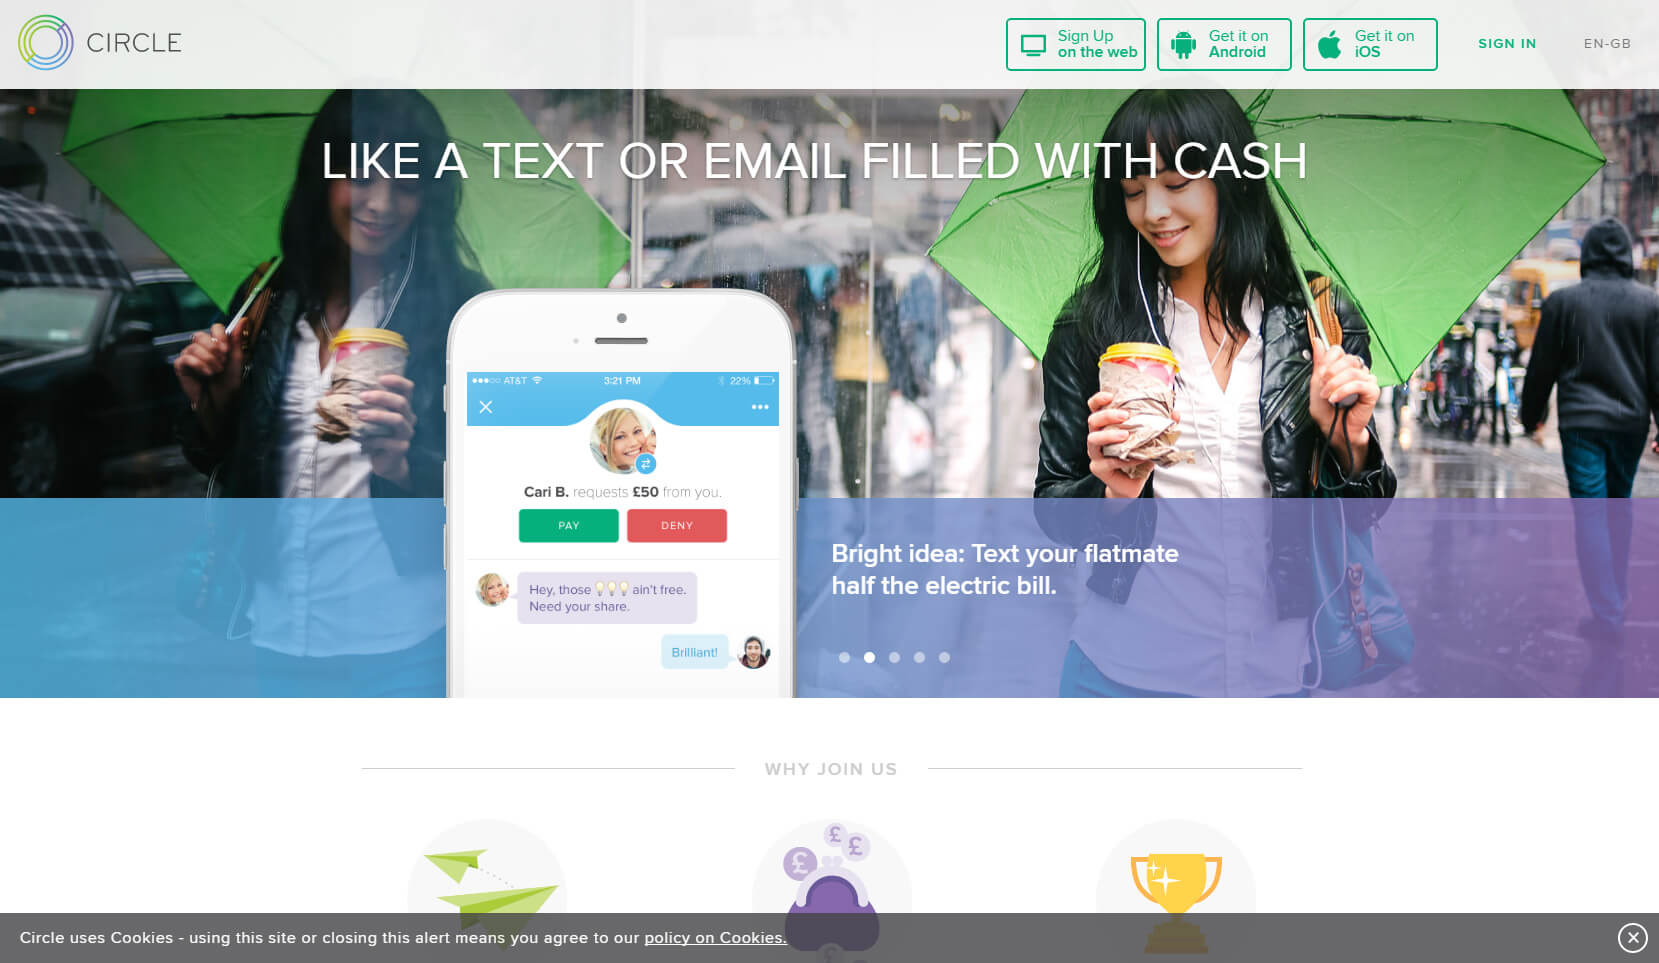 CIRCLE
Sign Up
on the web
Get it on
Android
Get it on
iOS
SIGN IN
EN-GB
LIKE A TEXT OR EMAIL FILLED WITH CASH
AT&T
3:21 PM
22%
Cari B. requests £50 from you.
PAY
DENY
Hey, those 💡💡💡 ain't free.
Need your share.
Brilliant!
Bright idea: Text your flatmate
half the electric bill.
WHY JOIN US
£
£
£
£
Circle uses Cookies - using this site or closing this alert means you agree to our policy on Cookies.